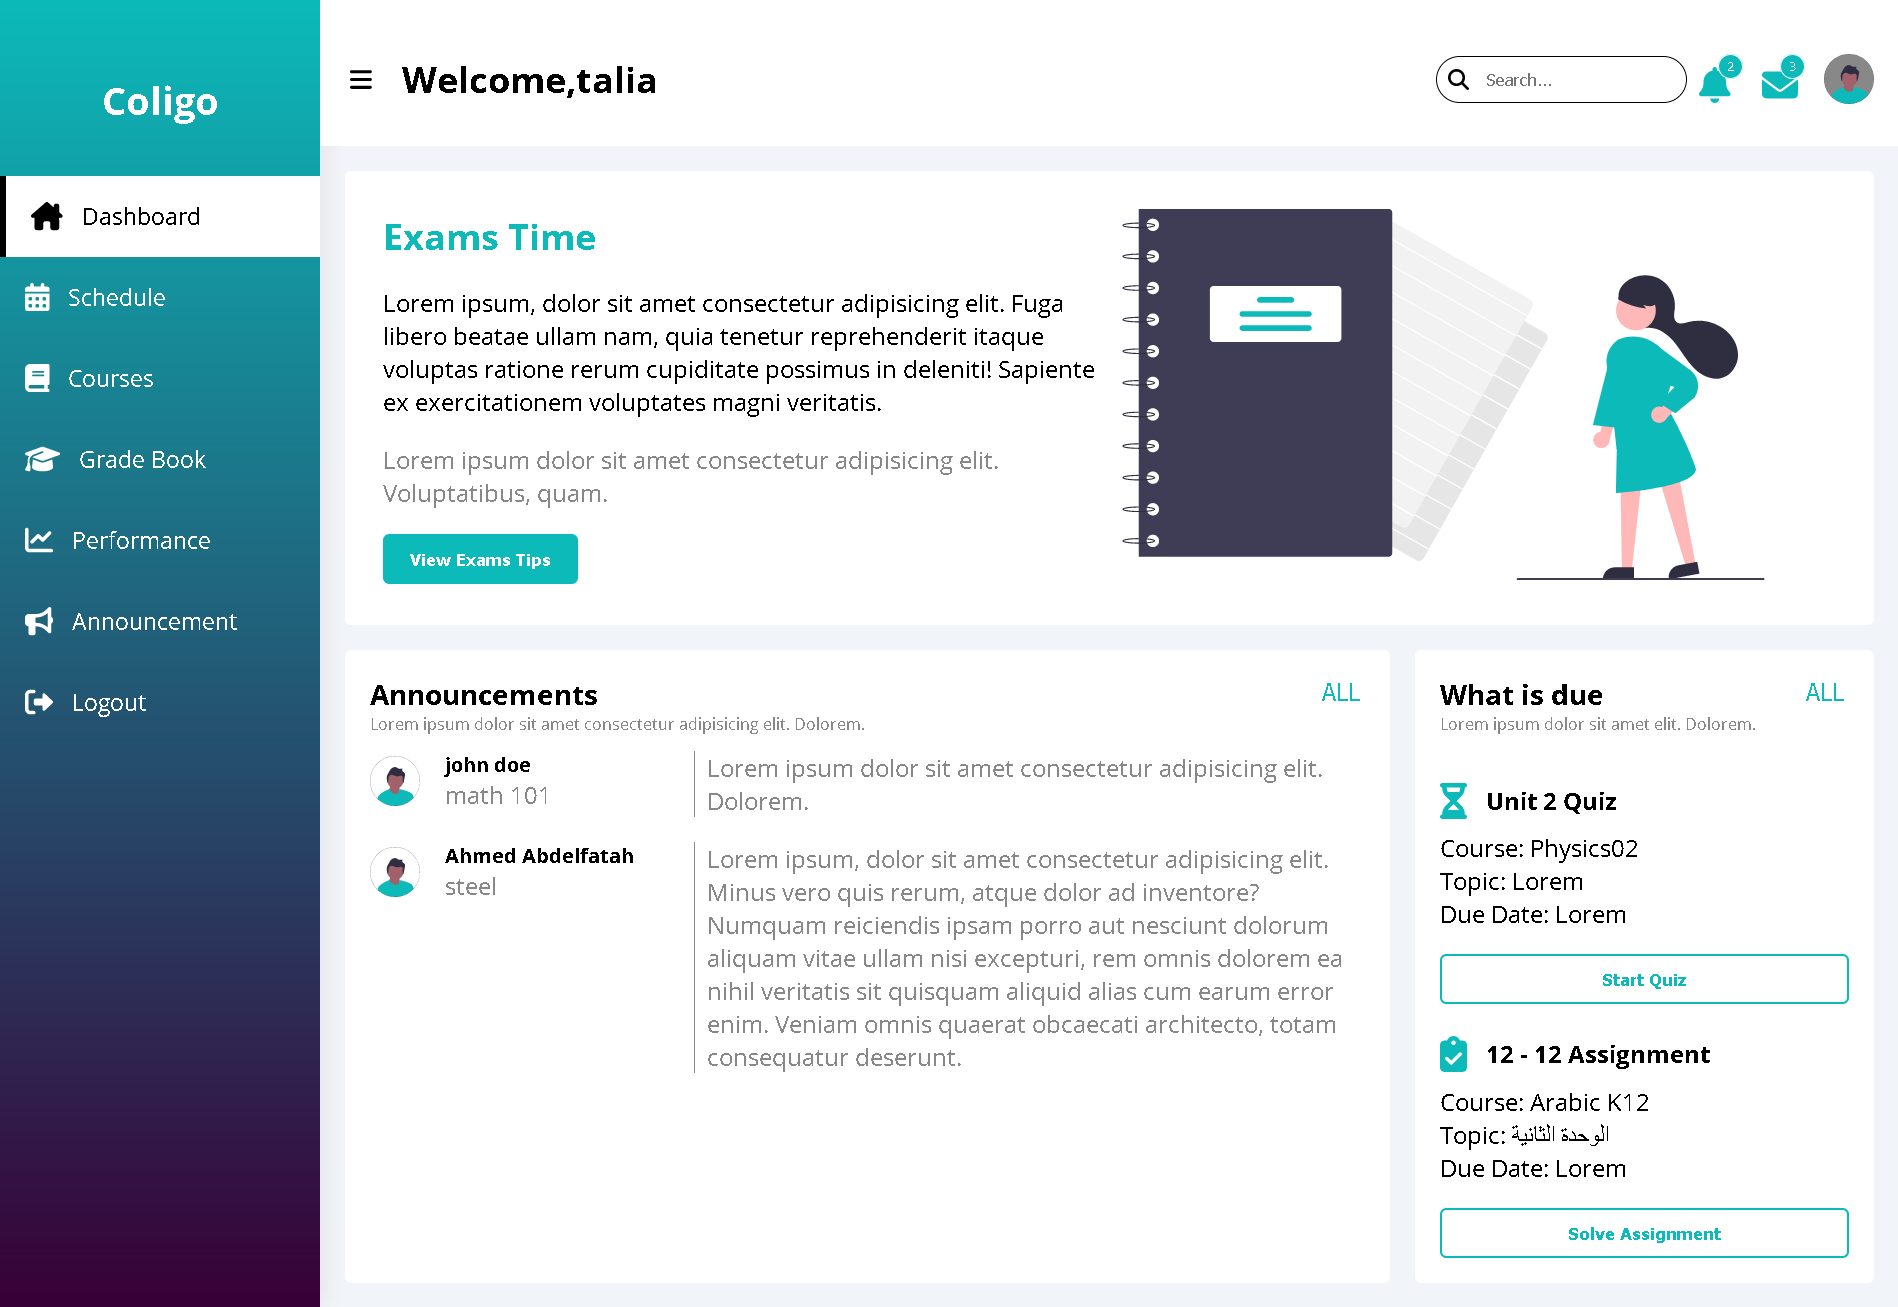 Coligo
Dashboard
Schedule
Courses
Grade Book
Performance
Announcement
Logout
Welcome,talia
Search...
2
3
Exams Time
Lorem ipsum, dolor sit amet consectetur adipisicing elit. Fuga
libero beatae ullam nam, quia tenetur reprehenderit itaque
voluptas ratione rerum cupiditate possimus in deleniti! Sapiente
ex exercitationem voluptates magni veritatis.
Lorem ipsum dolor sit amet consectetur adipisicing elit.
Voluptatibus, quam.
View Exams Tips
Announcements
ALL
Lorem ipsum dolor sit amet consectetur adipisicing elit. Dolorem.
john doe
math 101
Lorem ipsum dolor sit amet consectetur adipisicing elit.
Dolorem.
Ahmed Abdelfatah
steel
Lorem ipsum, dolor sit amet consectetur adipisicing elit.
Minus vero quis rerum, atque dolor ad inventore?
Numquam reiciendis ipsam porro aut nesciunt dolorum
aliquam vitae ullam nisi excepturi, rem omnis dolorem ea
nihil veritatis sit quisquam aliquid alias cum earum error
enim. Veniam omnis quaerat obcaecati architecto, totam
consequatur deserunt.
What is due
ALL
Lorem ipsum dolor sit amet elit. Dolorem.
Unit 2 Quiz
Course: Physics02
Topic: Lorem
Due Date: Lorem
Start Quiz
12 - 12 Assignment
Course: Arabic K12
Topic: الوحدة الثانية
Due Date: Lorem
Solve Assignment